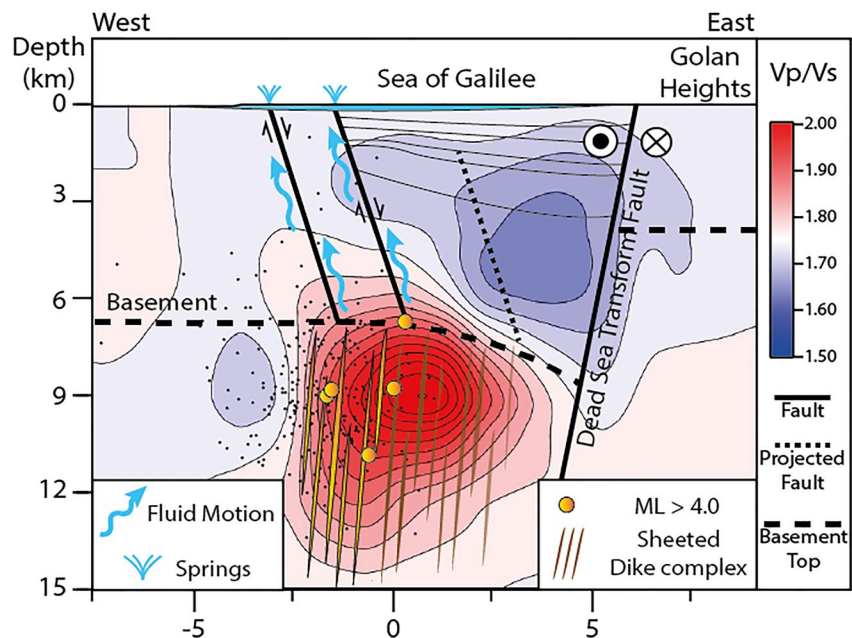 West
East
Depth
(km)
Sea of Galilee
Golan
Heights
Vp/Vs
0
3
6
9
12
15
2.00
1.90
1.80
1.70
1.60
1.50
Basement
Dead Sea Transform Fault
Fault
Projected
Fault
Basement
Top
Fluid Motion
Springs
ML > 4.0
Sheeted
Dike complex
-5
0
5